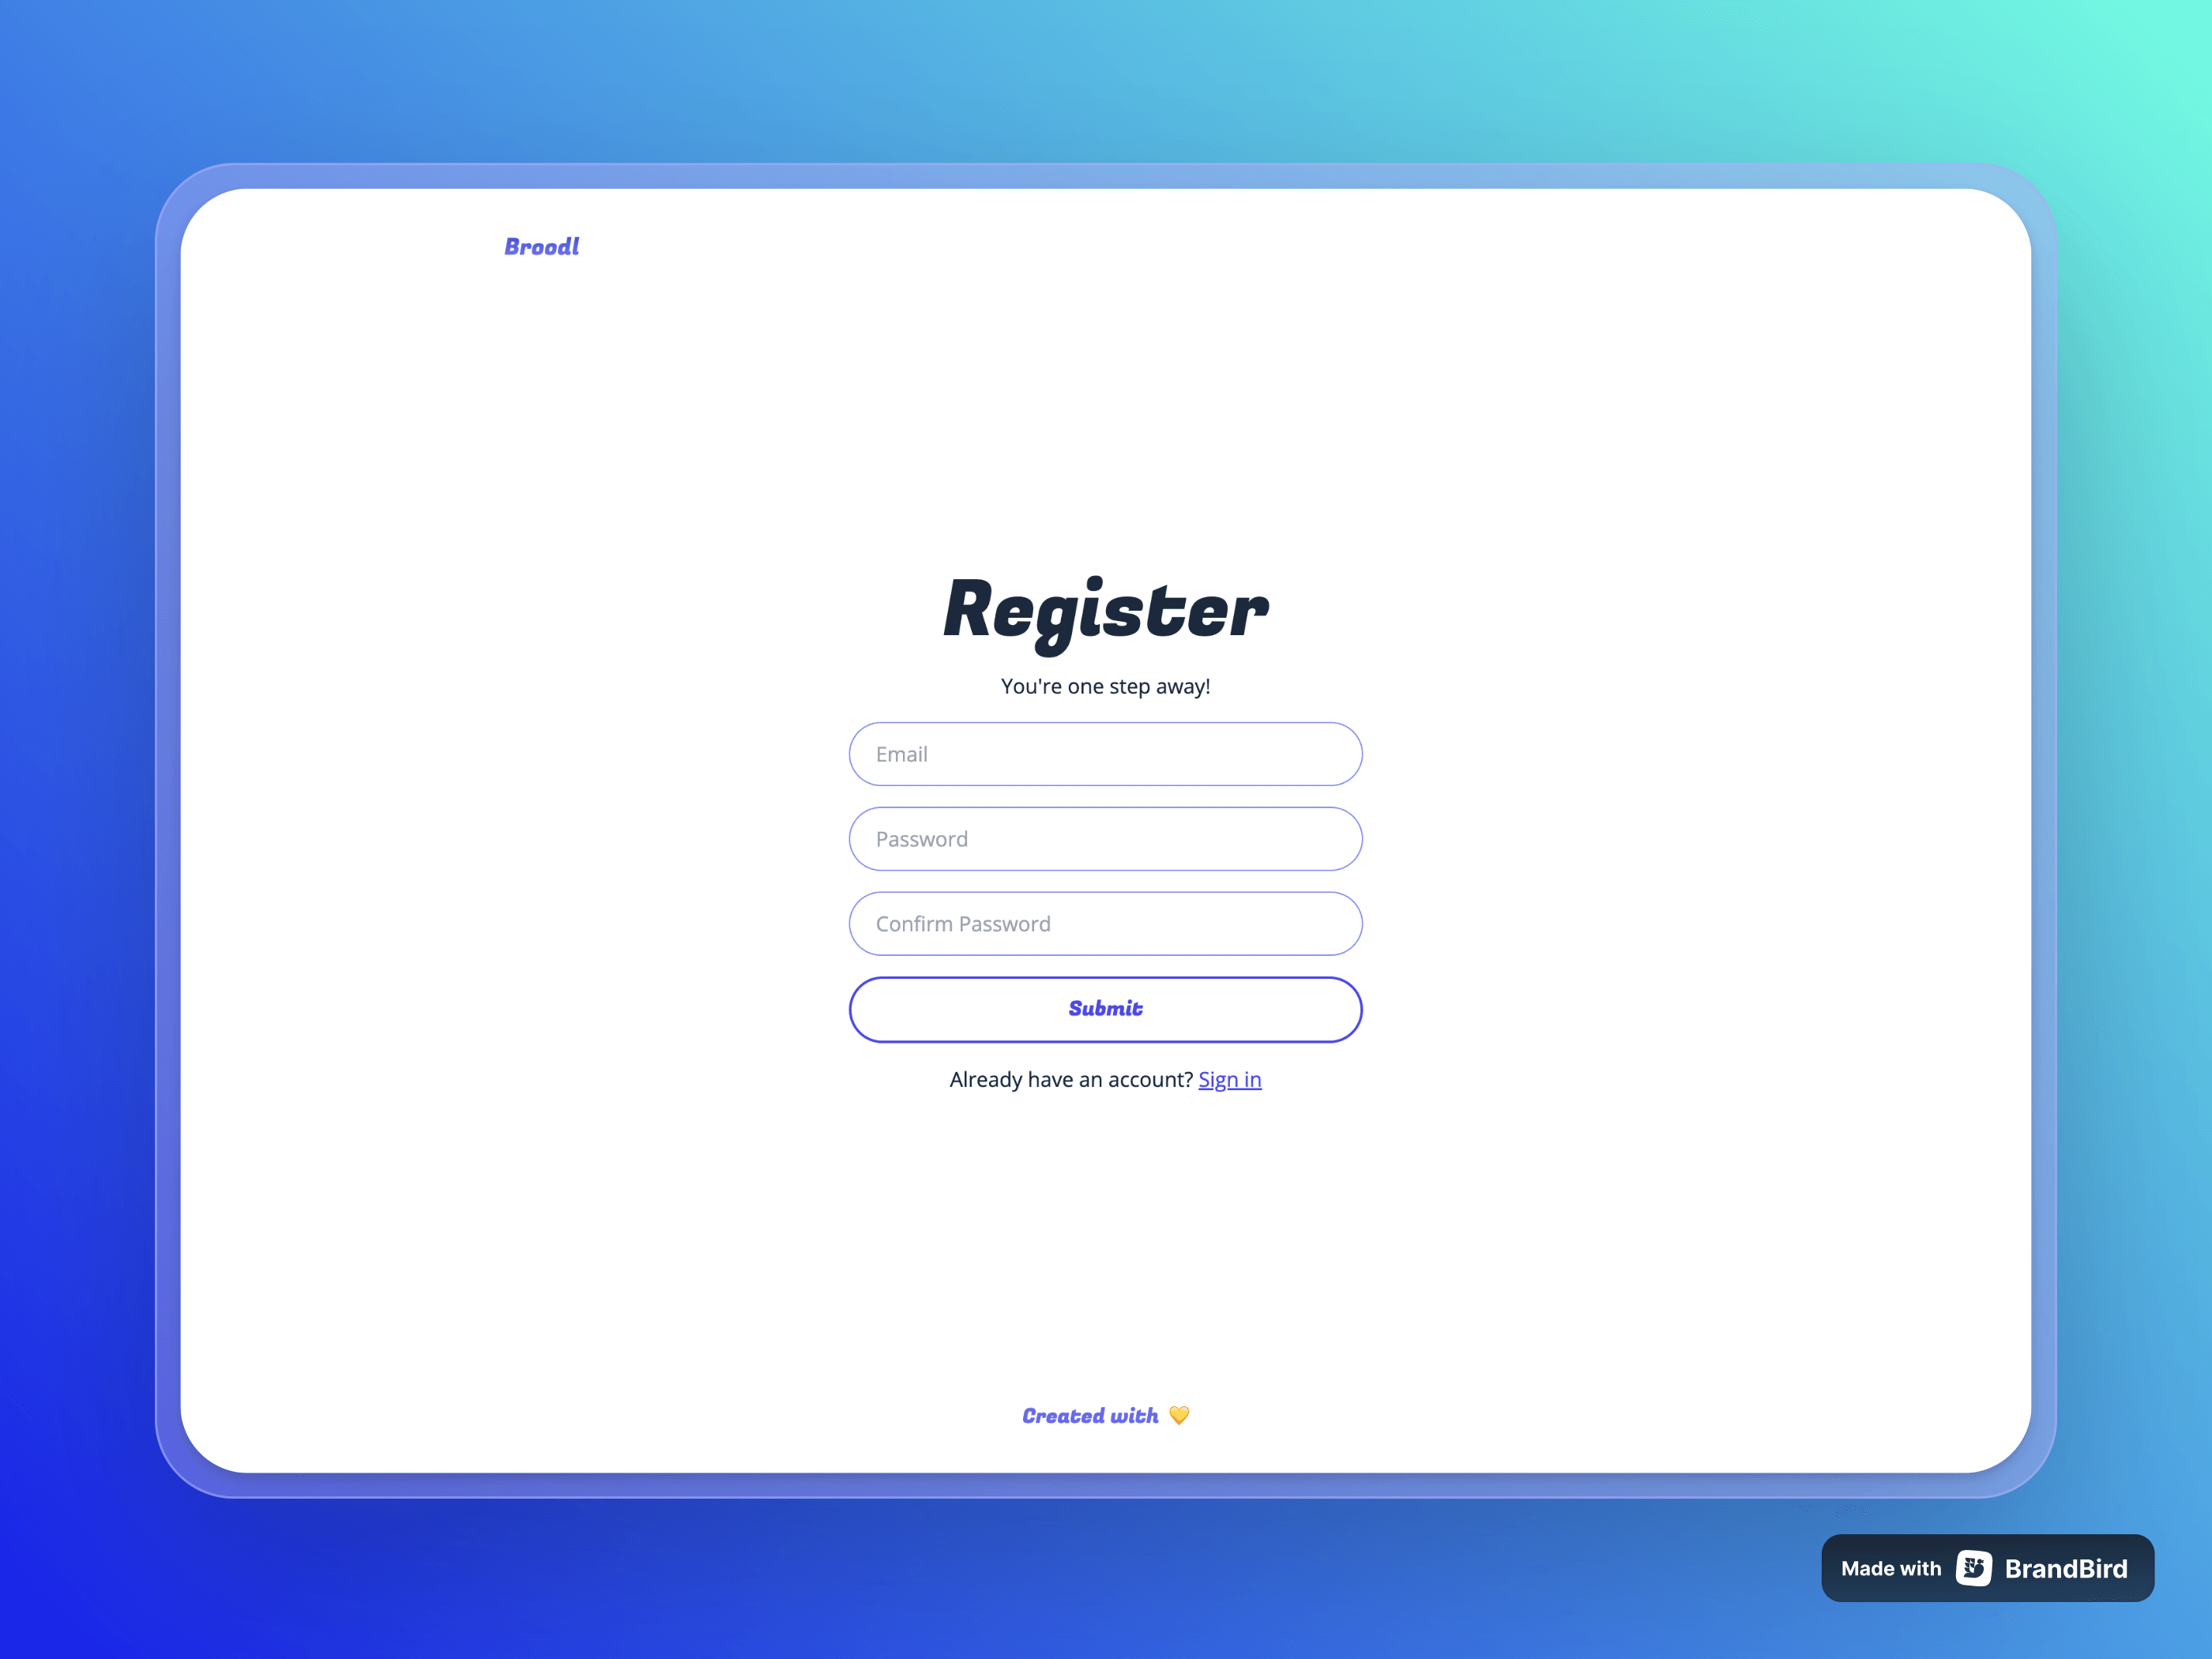 Broodl
Register
You're one step away!
Email
Password
Confirm Password
Submit
Already have an account? Sign in
Created with 💛
Made with BrandBird